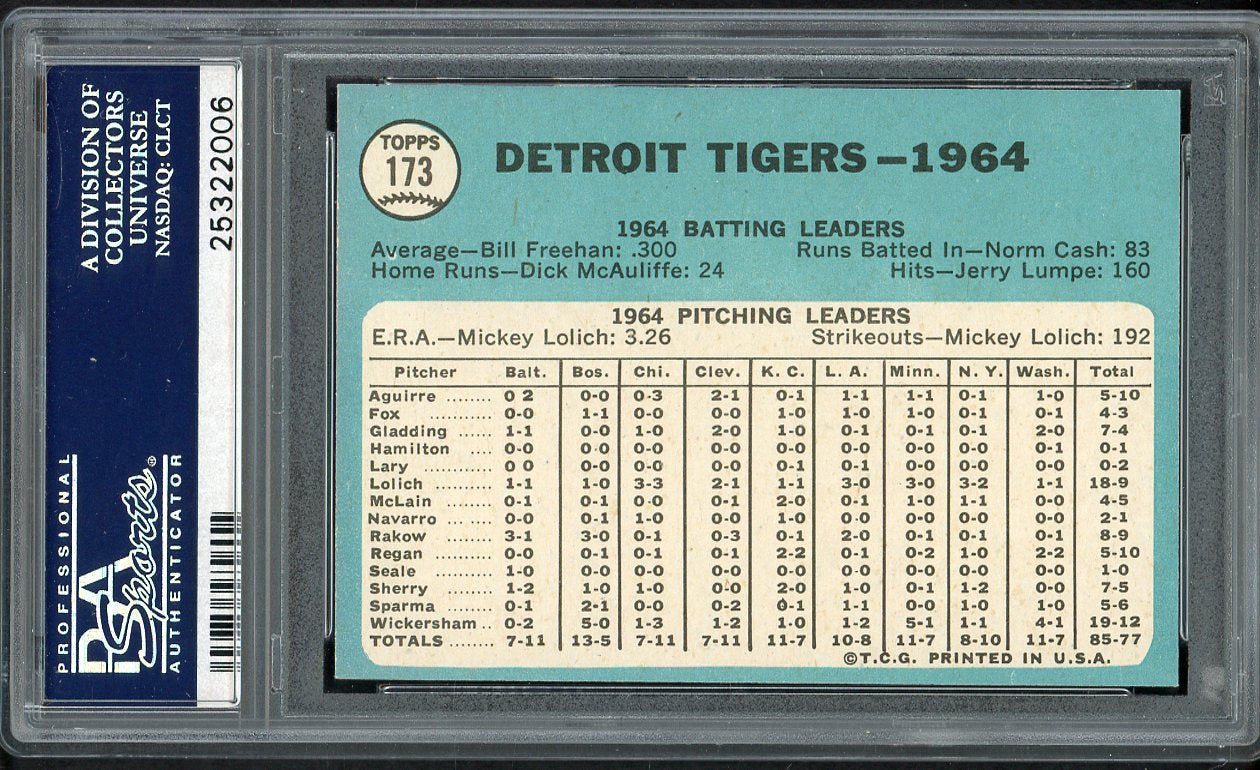 A DIVISION OF
COLLECTORS
UNIVERSE
NASDAQ: CLCT
25322006
PROFESSIONAL
PSA
Sports®
AUTHENTICATOR
TOPPS
173
DETROIT TIGERS—1964
1964 BATTING LEADERS
Average—Bill Freehan: .300 Runs Batted In—Norm Cash: 83
Home Runs—Dick McAuliffe: 24 Hits—Jerry Lumpe: 160
1964 PITCHING LEADERS
E.R.A.—Mickey Lolich: 3.26 Strikeouts—Mickey Lolich: 192
Pitcher Balt. Bos. Chi. Clev. K. C. L. A. Minn. N. Y. Wash. Total
Aguirre ........ 0 2 0-0 0-3 2-1 0-1 1-1 1-1 0-1 1-0 5-10
Fox ........... 0-0 1-1 0-0 0-0 1-0 1-0 1-0 0-1 0-1 4-3
Gladding ...... 1-1 0-0 1-0 2-0 1-0 0-1 0-1 0-1 2-0 7-4
Hamilton .... 0-0 0-0 0-0 0-0 0-0 0-0 0-0 0-0 0-1 0-1
Lary ............ 0 0 0-0 0-0 0-0 0-1 0-1 0-0 0-0 0-0 0-2
Lolich .......... 1-1 1-0 3-3 2-1 1-1 3-0 3-0 3-2 1-1 18-9
McLain ........ 0-1 0-1 0-0 0-1 2-0 0-1 1-0 1-1 0-0 4-5
Navarro ... ... 0-0 0-1 1-0 0-0 1-0 0-0 0-0 0-0 0-0 2-1
Rakow ......... 3-1 3-0 0-1 0-3 0-1 2-0 0-1 0-1 0-1 8-9
Regan ......... 0-0 0-1 0-1 0-1 2-2 0-1 0-2 1-0 2-2 5-10
Seale .......... 1-0 0-0 0-0 0-0 0-0 0-0 0-0 0-0 0-0 1-0
Sherry ........ 1-2 1-0 1-0 0-0 2-0 1-0 0-1 1-2 0-0 7-5
Sparma ....... 0-1 2-1 0-0 0-2 0-1 1-1 0-0 1-0 1-0 5-6
Wickersham .. 0-2 5-0 1-3 1-2 1-0 1-2 5-1 1-1 4-1 19-12
TOTALS ........ 7-11 13-5 7-11 7-11 11-7 10-8 11-7 8-10 11-7 85-77
©T.C.G. PRINTED IN U.S.A.